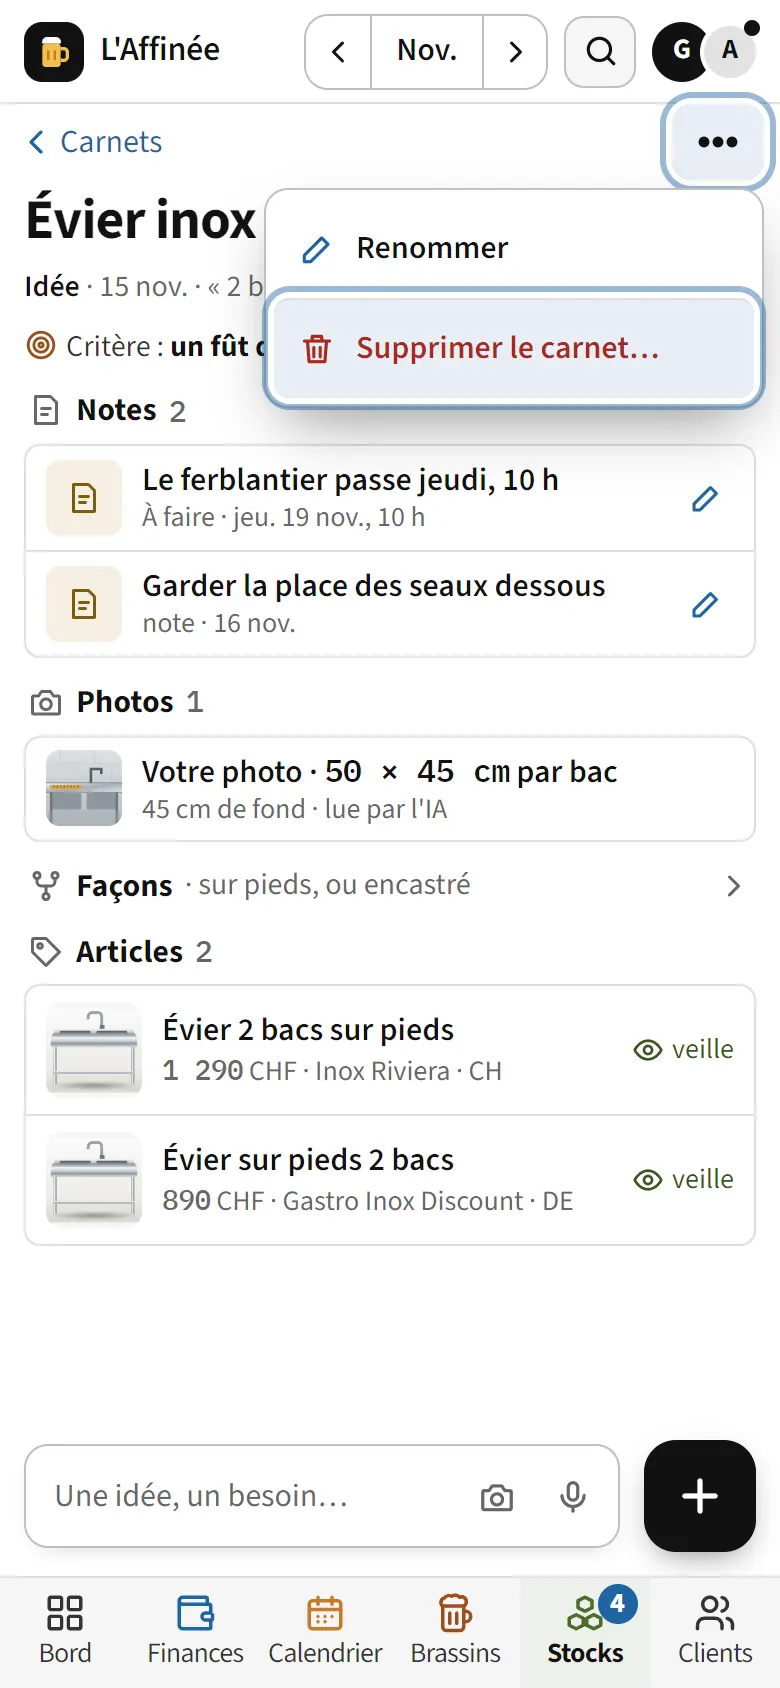 L'Affinée
Nov.
G
A
Carnets
Évier inox
Renommer
Idée · 15 nov. · « 2 b
Critère : un fût
Supprimer le carnet…
Notes 2
Le ferblantier passe jeudi, 10 h
À faire · jeu. 19 nov., 10 h
Garder la place des seaux dessous
note · 16 nov.
Photos 1
Votre photo · 50 × 45 cm par bac
45 cm de fond · lue par l'IA
Façons · sur pieds, ou encastré
Articles 2
Évier 2 bacs sur pieds
1 290 CHF · Inox Riviera · CH
veille
Évier sur pieds 2 bacs
890 CHF · Gastro Inox Discount · DE
veille
Une idée, un besoin…
4
Bord
Finances
Calendrier
Brassins
Stocks
Clients